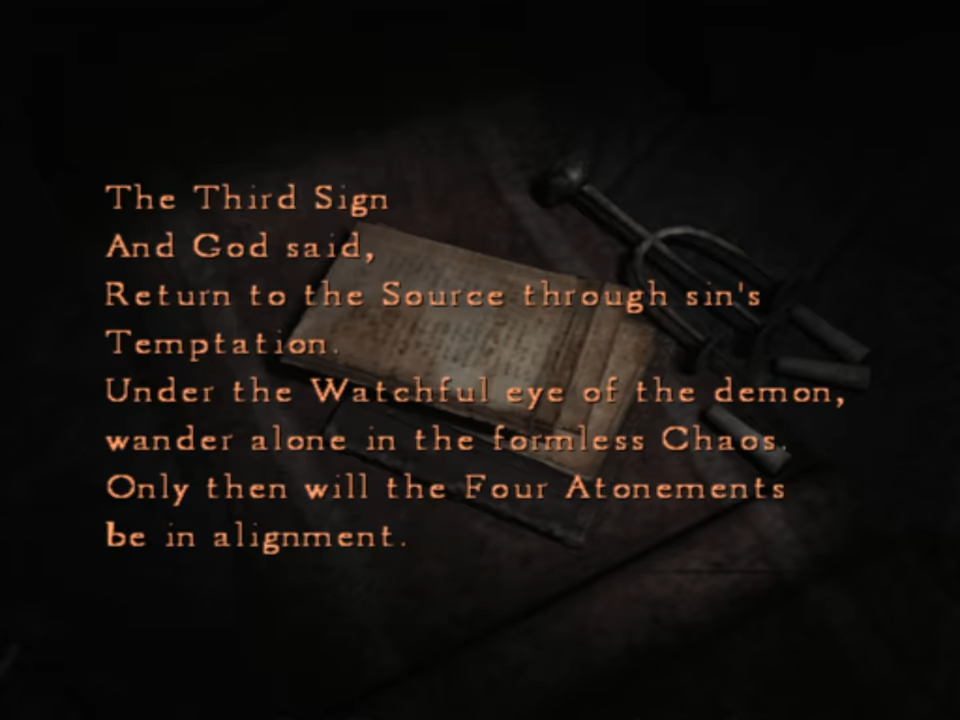 The Third Sign
And God said,
Return to the Source through sin's
Temptation.
Under the Watchful eye of the demon,
wander alone in the formless Chaos.
Only then will the Four Atonements
be in alignment.